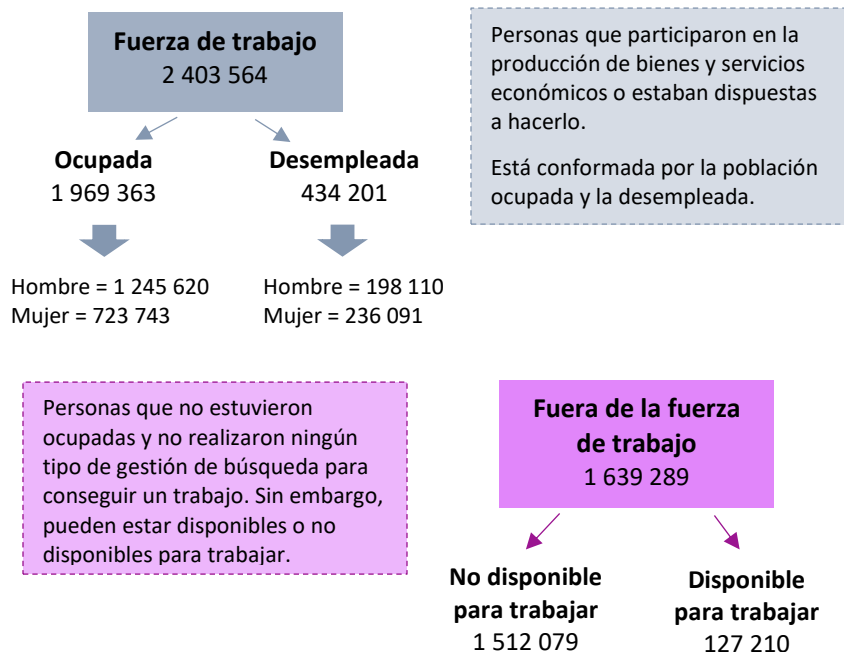 Fuerza de trabajo
2 403 564
Personas que participaron en la
producción de bienes y servicios
económicos o estaban dispuestas
a hacerlo.
Está conformada por la población
ocupada y la desempleada.
Ocupada
1 969 363
Desempleada
434 201
Hombre = 1 245 620
Mujer = 723 743
Hombre = 198 110
Mujer = 236 091
Personas que no estuvieron
ocupadas y no realizaron ningún
tipo de gestión de búsqueda para
conseguir un trabajo. Sin embargo,
pueden estar disponibles o no
disponibles para trabajar.
Fuera de la fuerza
de trabajo
1 639 289
No disponible
para trabajar
1 512 079
Disponible
para trabajar
127 210